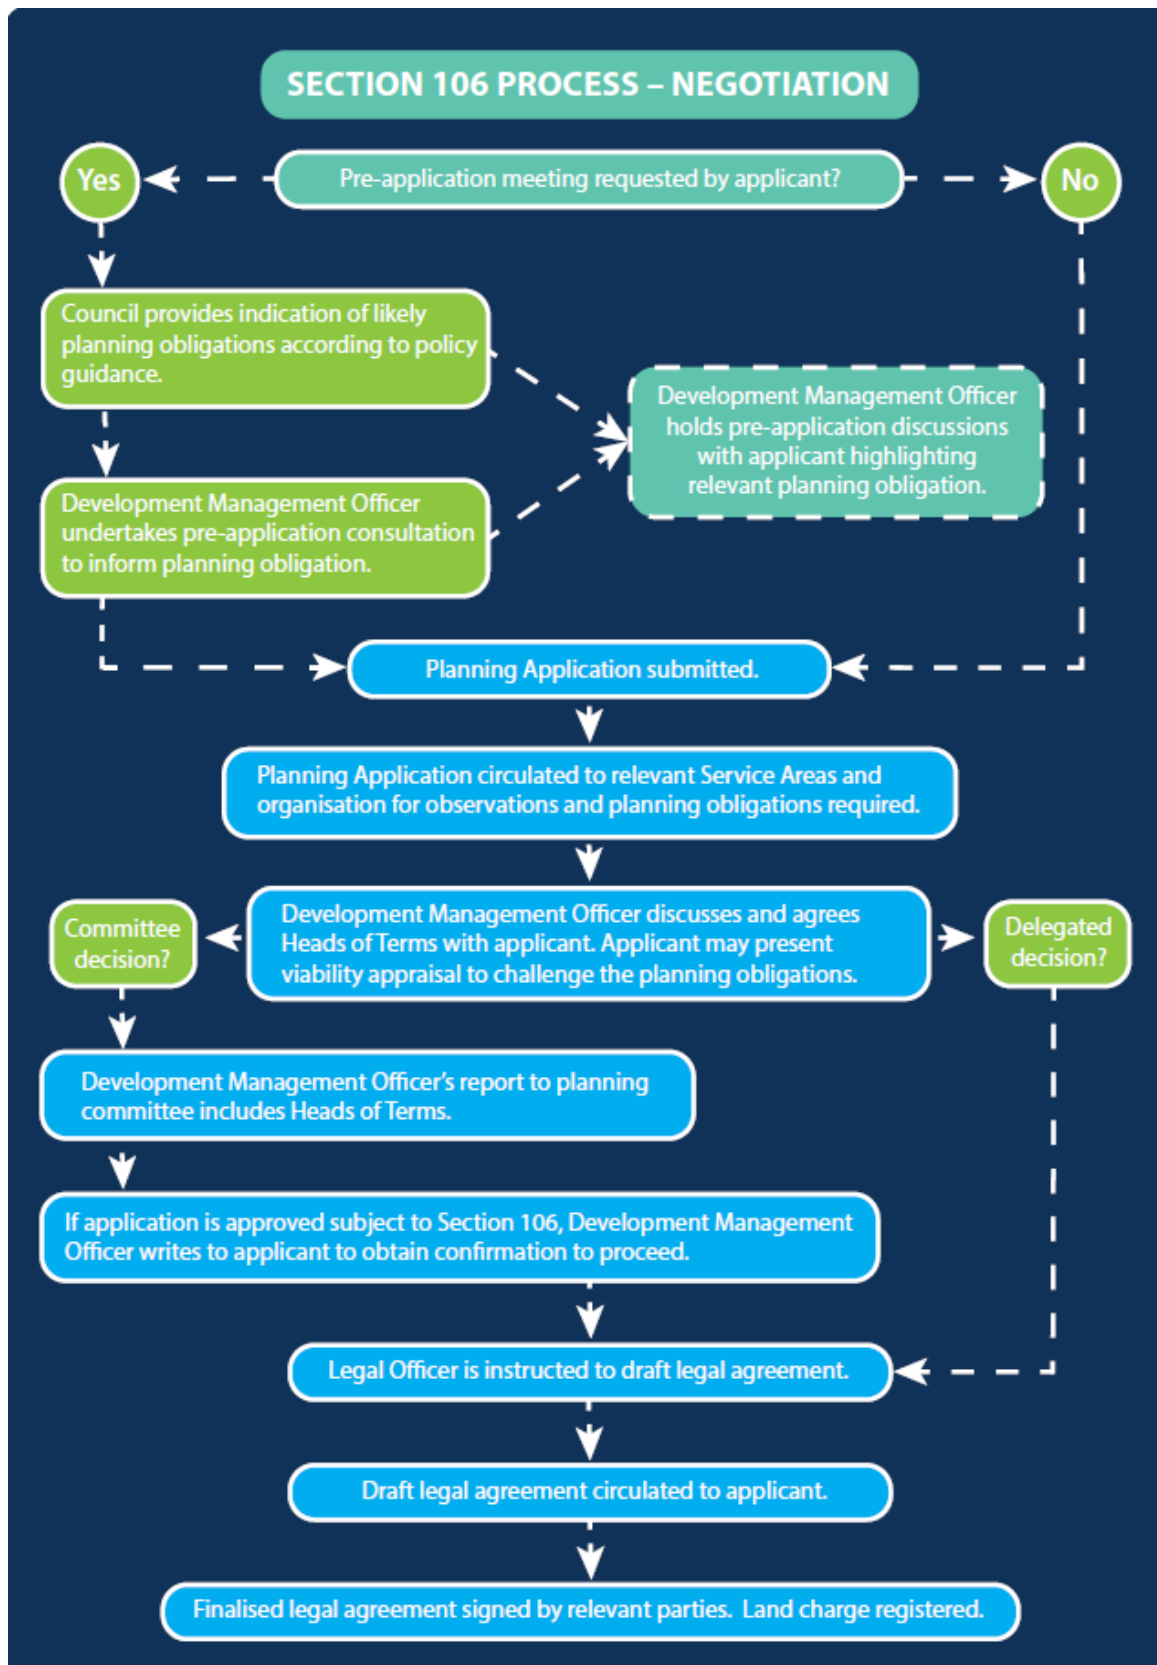 SECTION 106 PROCESS – NEGOTIATION
Yes
Pre-application meeting requested by applicant?
No
Council provides indication of likely
planning obligations according to policy
guidance.
Development Management Officer
holds pre-application discussions
with applicant highlighting
relevant planning obligation.
Development Management Officer
undertakes pre-application consultation
to inform planning obligation.
Planning Application submitted.
Planning Application circulated to relevant Service Areas and
organisation for observations and planning obligations required.
Committee
decision?
Development Management Officer discusses and agrees
Heads of Terms with applicant. Applicant may present
viability appraisal to challenge the planning obligations.
Delegated
decision?
Development Management Officer’s report to planning
committee includes Heads of Terms.
If application is approved subject to Section 106, Development Management
Officer writes to applicant to obtain confirmation to proceed.
Legal Officer is instructed to draft legal agreement.
Draft legal agreement circulated to applicant.
Finalised legal agreement signed by relevant parties.  Land charge registered.